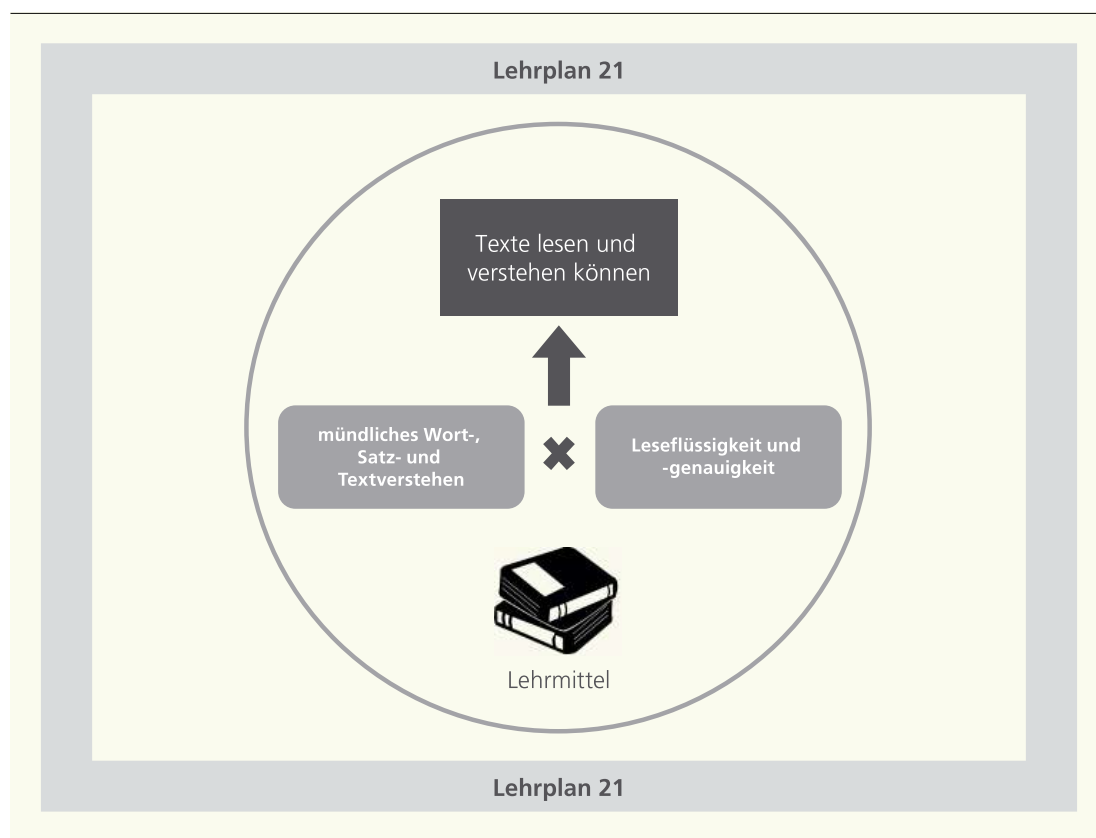 Lehrplan 21
Texte lesen und
verstehen können
mündliches Wort-,
Satz- und
Textverstehen
Leseflüssigkeit und
-genauigkeit
Lehrmittel
Lehrplan 21